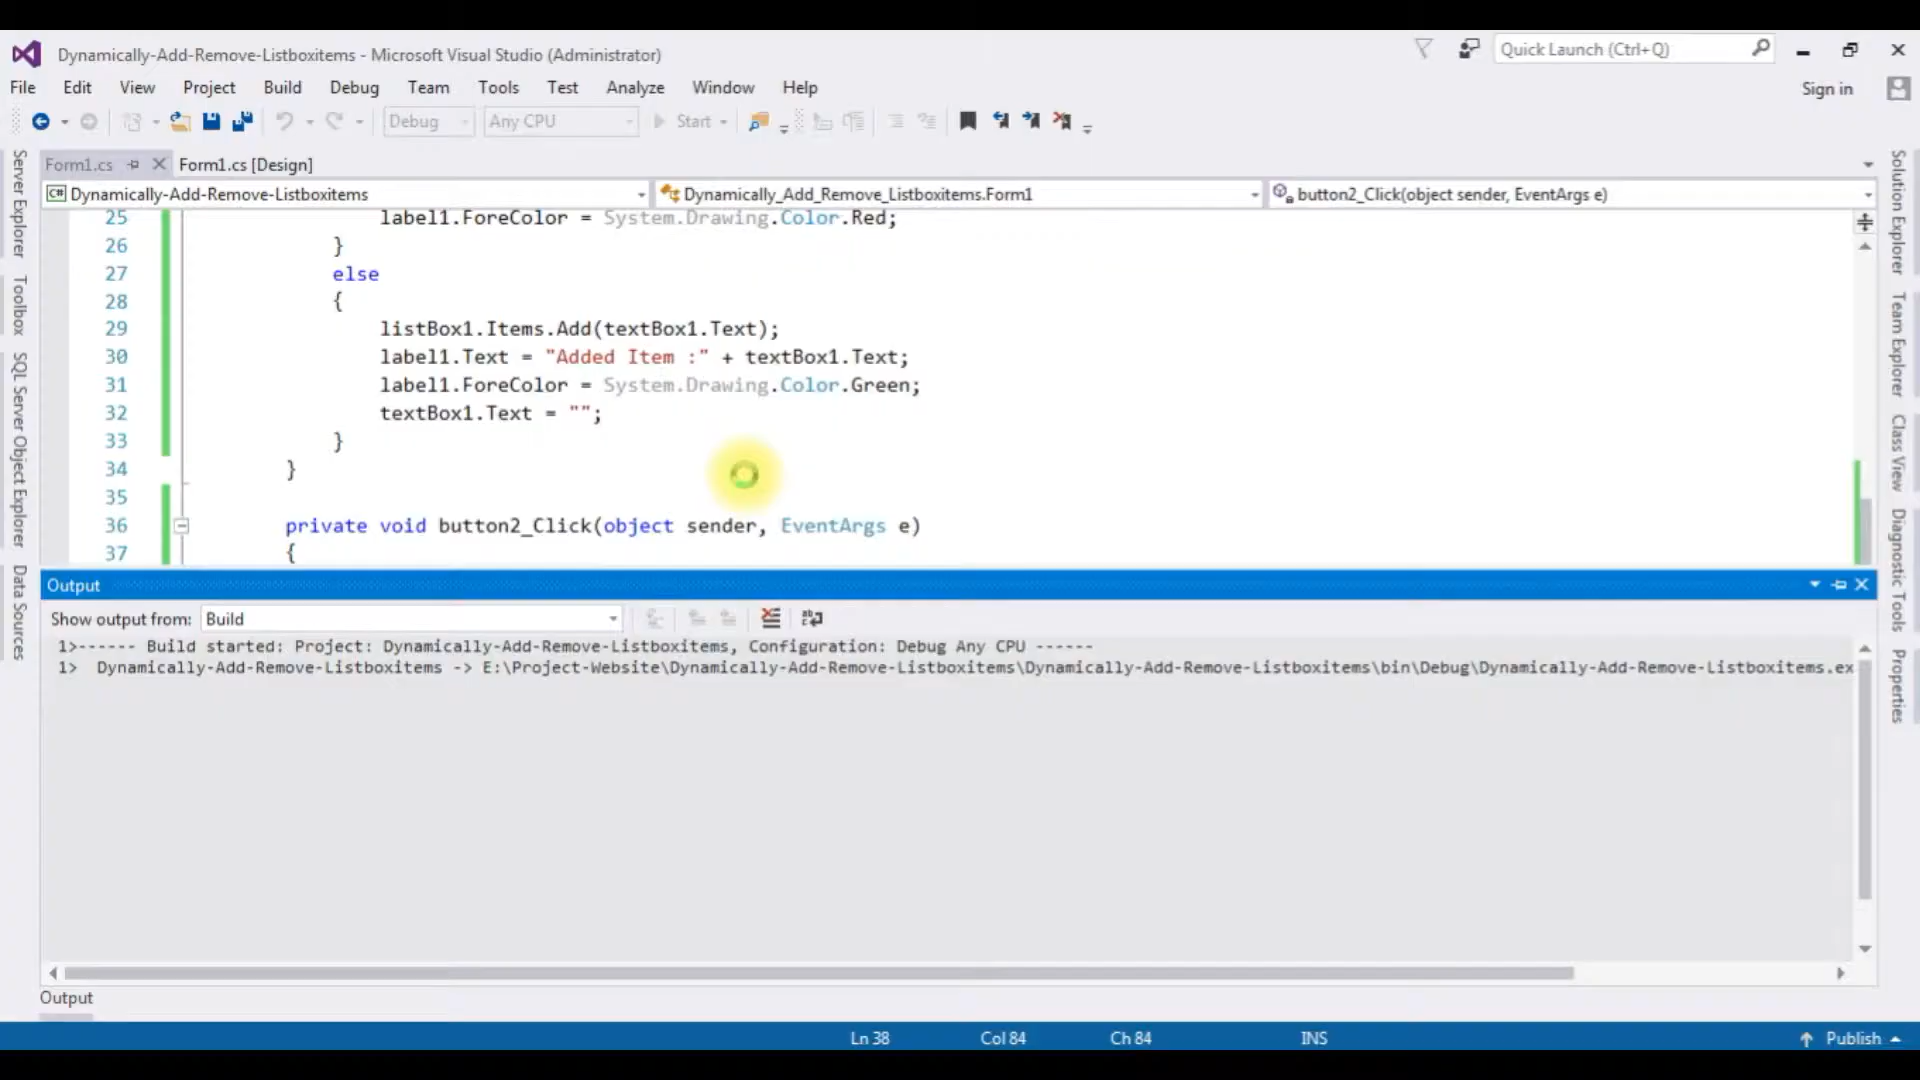 Dynamically-Add-Remove-Listboxitems - Microsoft Visual Studio (Administrator)
Quick Launch (Ctrl+Q)
File Edit View Project Build Debug Team Tools Test Analyze Window Help
Sign in
Debug Any CPU Start
Form1.cs Form1.cs [Design]
C# Dynamically-Add-Remove-Listboxitems Dynamically_Add_Remove_Listboxitems.Form1 button2_Click(object sender, EventArgs e)
25 label1.ForeColor = System.Drawing.Color.Red;
26 }
27 else
28 {
29 listBox1.Items.Add(textBox1.Text);
30 label1.Text = "Added Item :" + textBox1.Text;
31 label1.ForeColor = System.Drawing.Color.Green;
32 textBox1.Text = "";
33 }
34 }
35
36 private void button2_Click(object sender, EventArgs e)
37 {
Server Explorer
Toolbox
SQL Server Object Explorer
Data Sources
Solution Explorer
Team Explorer
Class View
Diagnostic Tools
Properties
Output
Show output from: Build
1>------ Build started: Project: Dynamically-Add-Remove-Listboxitems, Configuration: Debug Any CPU ------
1> Dynamically-Add-Remove-Listboxitems -> E:\Project-Website\Dynamically-Add-Remove-Listboxitems\Dynamically-Add-Remove-Listboxitems\bin\Debug\Dynamically-Add-Remove-Listboxitems.ex
Output
Ln 38 Col 84 Ch 84 INS Publish